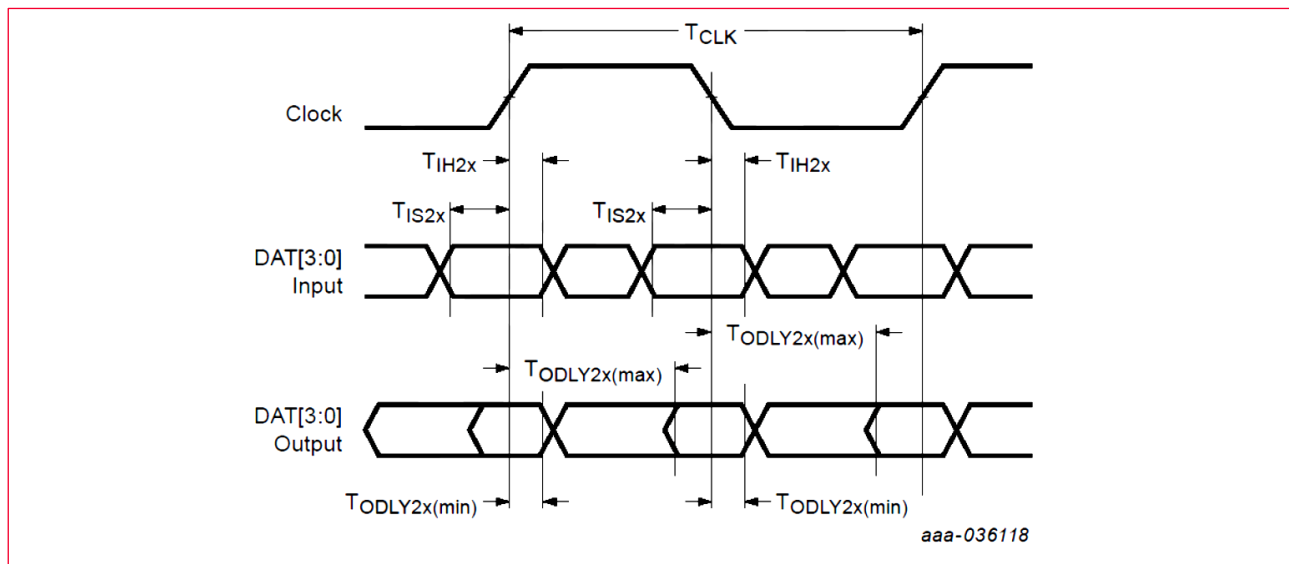 TCLK
Clock
TIH2x TIH2x
TIS2x TIS2x
DAT[3:0]
Input
TODLY2x(max)
TODLY2x(max)
DAT[3:0]
Output
TODLY2x(min) TODLY2x(min)
aaa-036118